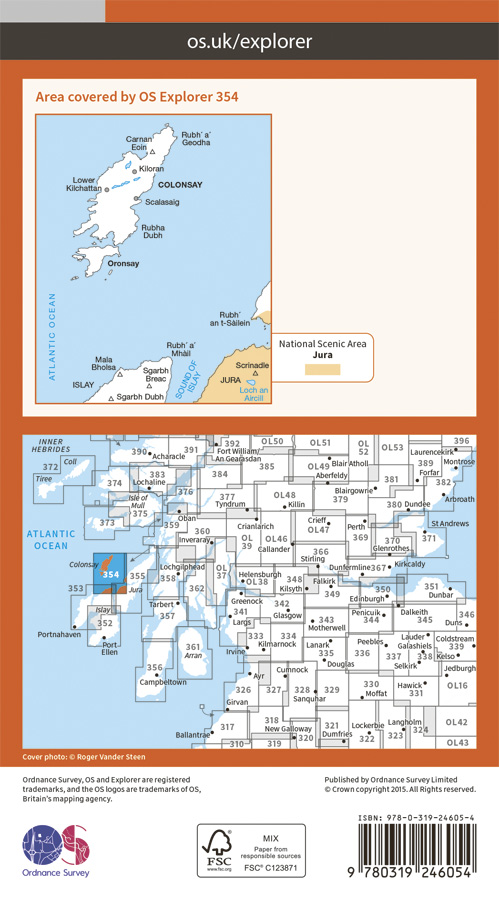 os.uk/explorer
Area covered by OS Explorer 354
Carnan
Eoin
Rubh' a'
Geodha
Kiloran
Lower
Kilchattan
COLONSAY
Scalasaig
Rubha
Dubh
Oronsay
ATLANTIC OCEAN
Rubh'
an t-Sàilein
Rubh' a'
Mhàil
Mala
Bholsa
Sgarbh
Breac
ISLAY
Sgarbh Dubh
SOUND OF
ISLAY
Scrinadle
JURA
Loch an
Aircill
National Scenic Area
Jura
INNER
HEBRIDES
390
391
392
OL50
OL51
OL
52
OL53
396
Acharacle
Fort William/
An Gearasdan
Laurencekirk
Coll
372
Tiree
374
383
Lochaline
384
385
OL49
Blair Atholl
Aberfeldy
389
Forfar
Montrose
381
382
Isle of
Mull
375
376
377
Tyndrum
OL48
Killin
Blairgowrie
379
380
Dundee
Arbroath
373
359
Oban
Crianlarich
Crieff
OL47
Perth
369
St Andrews
ATLANTIC
OCEAN
360
Inveraray
OL
39
OL46
Callander
370
Glenrothes
371
366
Stirling
Colonsay
354
355
Lochgilphead
358
OL
37
Helensburgh
OL38
348
Kilsyth
Falkirk
349
Dunfermline
367
Kirkcaldy
353
Jura
362
350
Edinburgh
351
Dunbar
Islay
352
Tarbert
357
Greenock
341
Largs
342
Glasgow
343
Motherwell
Penicuik
344
Dalkeith
345
346
Duns
Portnahaven
Port
Ellen
361
Arran
Irvine
333
Kilmarnock
334
Lanark
335
Douglas
336
Peebles
337
Lauder
Galashiels
338
Selkirk
Coldstream
339
Kelso
Jedburgh
356
Campbeltown
Ayr
Cumnock
326
327
328
Sanquhar
329
330
Moffat
Hawick
331
OL16
Girvan
317
Ballantrae
318
New Galloway
310
319
320
321
Dumfries
Lockerbie
322
Langholm
323
324
OL42
OL43
Cover photo: © Roger Vander Steen
Ordnance Survey, OS and Explorer are registered
trademarks, and the OS logos are trademarks of OS,
Britain's mapping agency.
Published by Ordnance Survey Limited
© Crown copyright 2015. All Rights reserved.
OS
Ordnance Survey
FSC
www.fsc.org
MIX
Paper from
responsible sources
FSC® C123871
ISBN: 978-0-319-24605-4
9 780319 246054